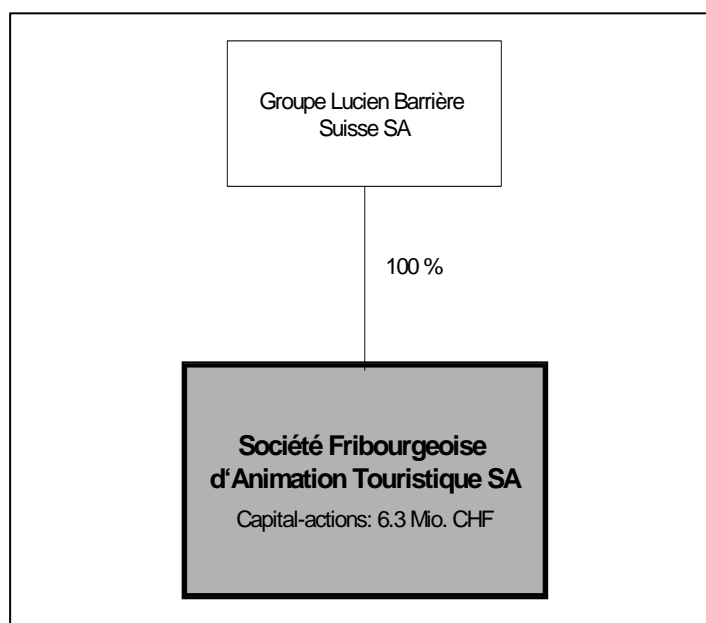 Groupe Lucien Barrière
Suisse SA
100 %
Société Fribourgeoise
d‘Animation Touristique SA
Capital-actions: 6.3 Mio. CHF